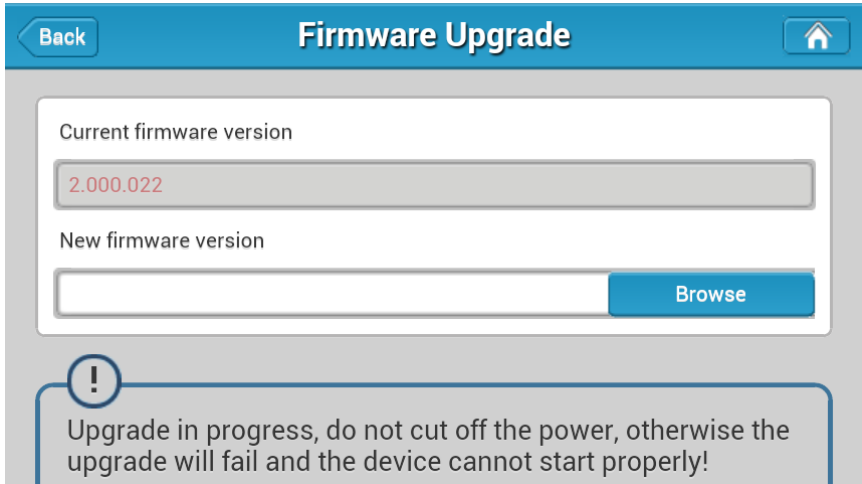 Back
Firmware Upgrade
Current firmware version
2.000.022
New firmware version
Browse
!
Upgrade in progress, do not cut off the power, otherwise the
upgrade will fail and the device cannot start properly!